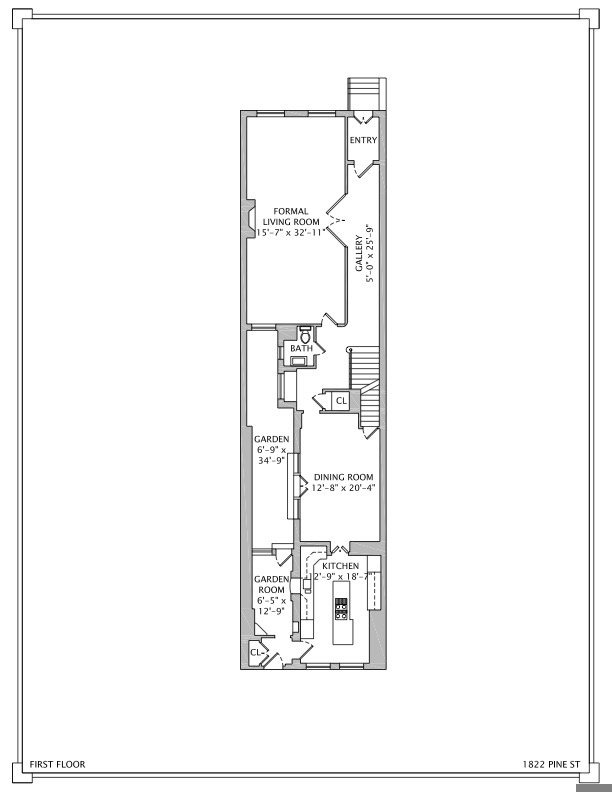 ENTRY
FORMAL
LIVING ROOM
15'-7" x 32'-11"
GALLERY
5'-0" x 25'-9"
BATH
CL
GARDEN
6'-9" x
34'-9"
DINING ROOM
12'-8" x 20'-4"
KITCHEN
12'-9" x 18'-7"
GARDEN
ROOM
6'-5" x
12'-9"
CL
FIRST FLOOR
1822 PINE ST